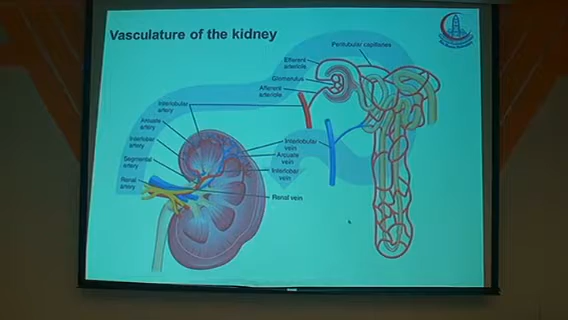 Vasculature of the kidney
Peritubular capillaries
Efferent
arteriole
Glomerulus
Afferent
arteriole
Interlobular
artery
Arcuate
artery
Interlobar
artery
Segmental
artery
Renal
artery
Interlobular
vein
Arcuate
vein
Interlobar
vein
Renal vein